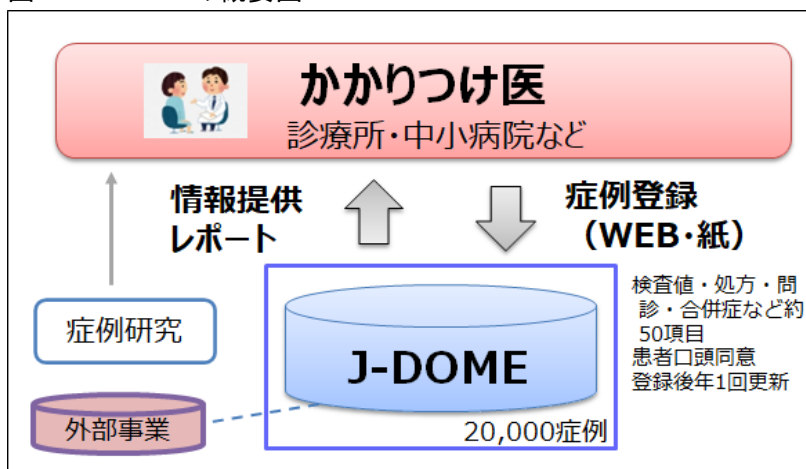 かかりつけ医
診療所・中小病院など
情報提供
レポート
症例登録
（WEB・紙）
検査値・処方・問
診・合併症など約
50項目
患者口頭同意
登録後年1回更新
症例研究
J-DOME
外部事業
20,000症例